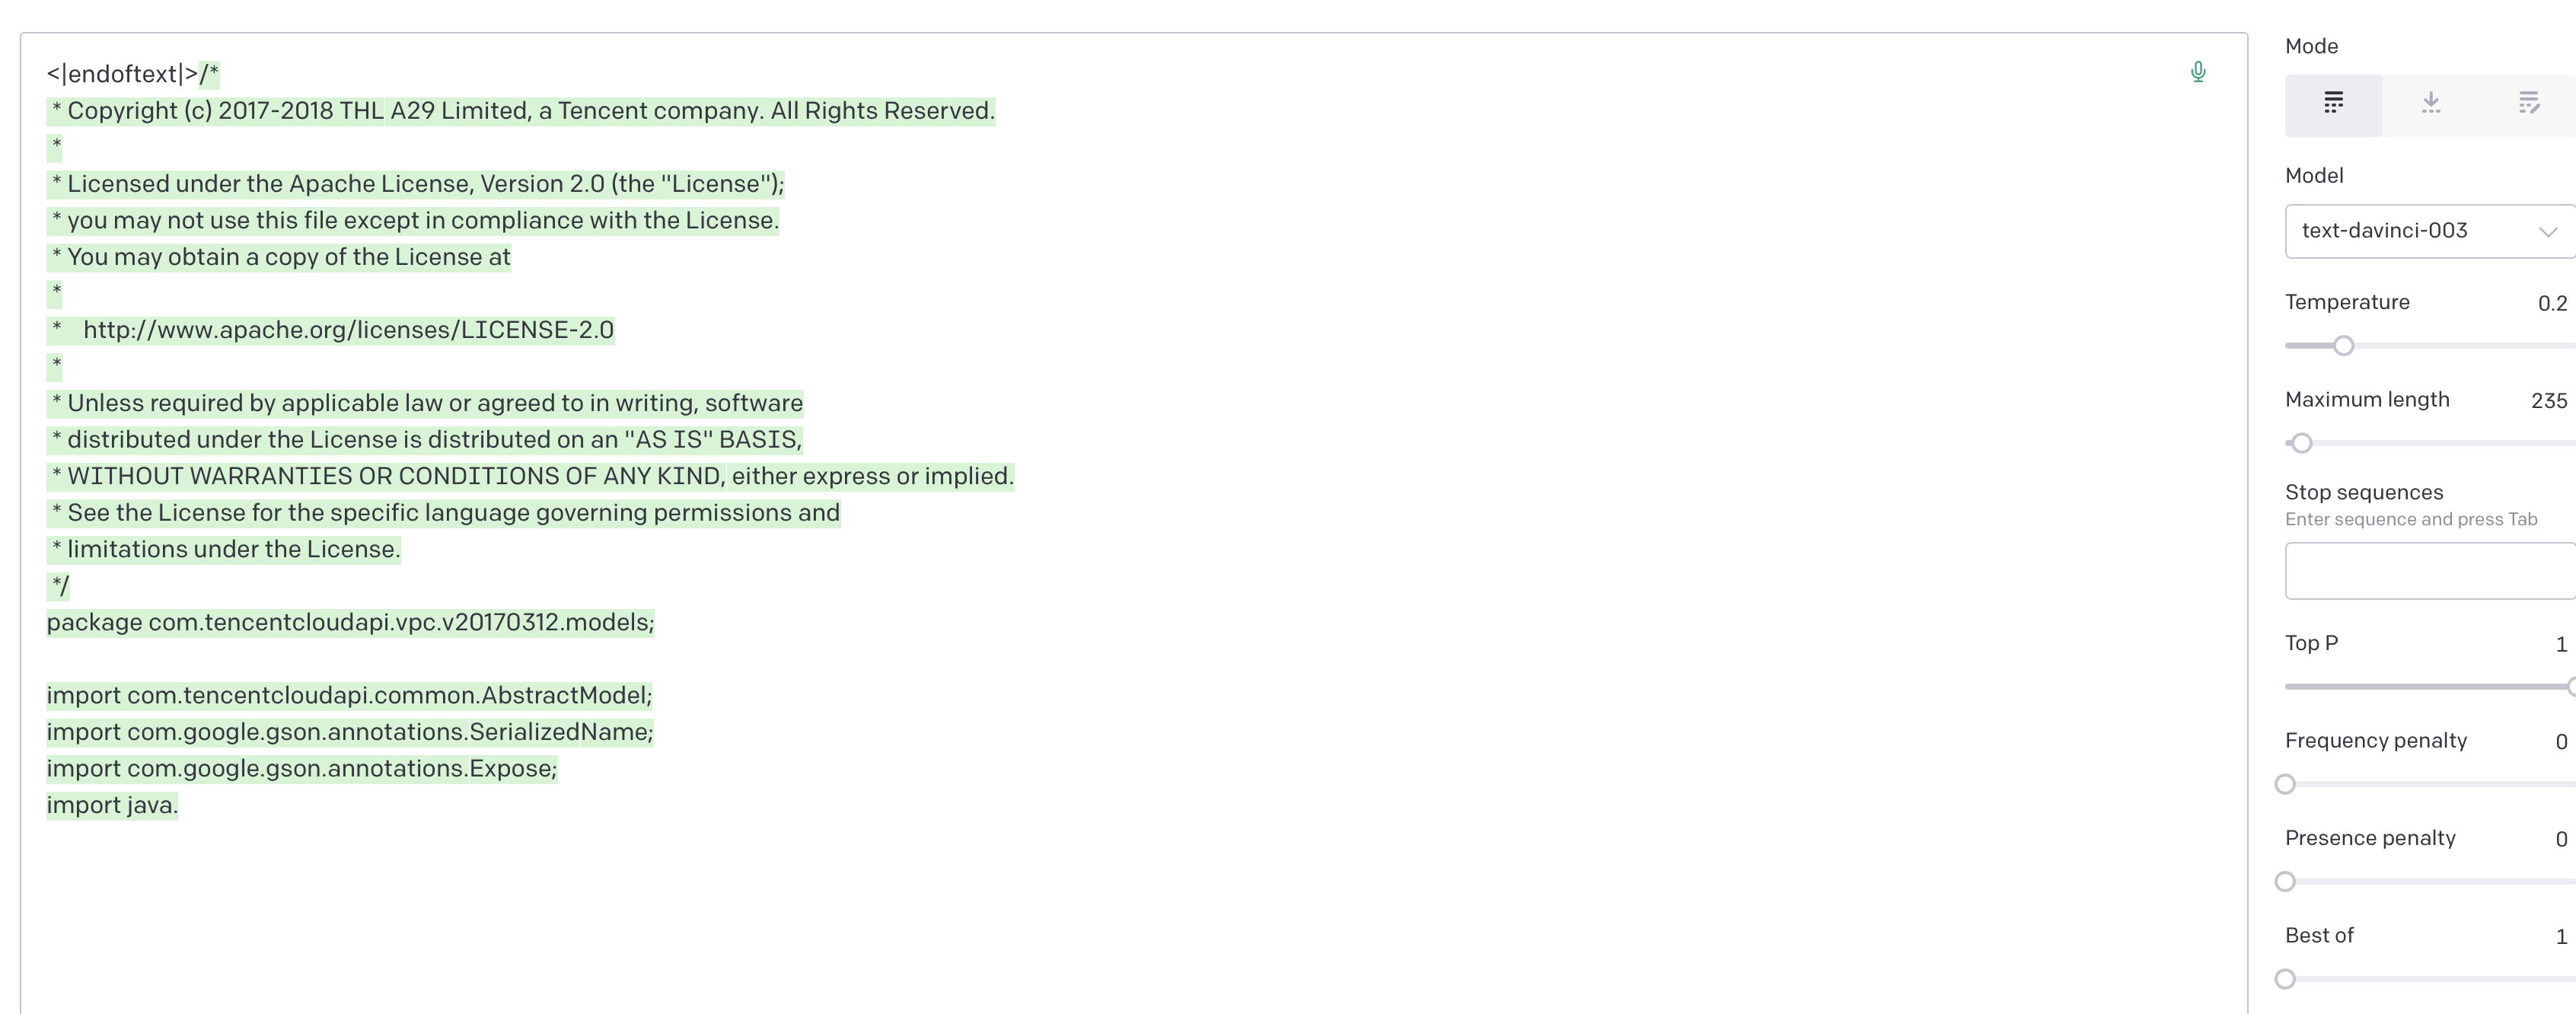 <|endoftext|>/*
 * Copyright (c) 2017-2018 THL A29 Limited, a Tencent company. All Rights Reserved.
 *
 * Licensed under the Apache License, Version 2.0 (the "License");
 * you may not use this file except in compliance with the License.
 * You may obtain a copy of the License at
 *
 *    http://www.apache.org/licenses/LICENSE-2.0
 *
 * Unless required by applicable law or agreed to in writing, software
 * distributed under the License is distributed on an "AS IS" BASIS,
 * WITHOUT WARRANTIES OR CONDITIONS OF ANY KIND, either express or implied.
 * See the License for the specific language governing permissions and
 * limitations under the License.
 */
package com.tencentcloudapi.vpc.v20170312.models;

import com.tencentcloudapi.common.AbstractModel;
import com.google.gson.annotations.SerializedName;
import com.google.gson.annotations.Expose;
import java.
Mode
Model
text-davinci-003
Temperature 0.2
Maximum length 235
Stop sequences
Enter sequence and press Tab
Top P 1
Frequency penalty 0
Presence penalty 0
Best of 1